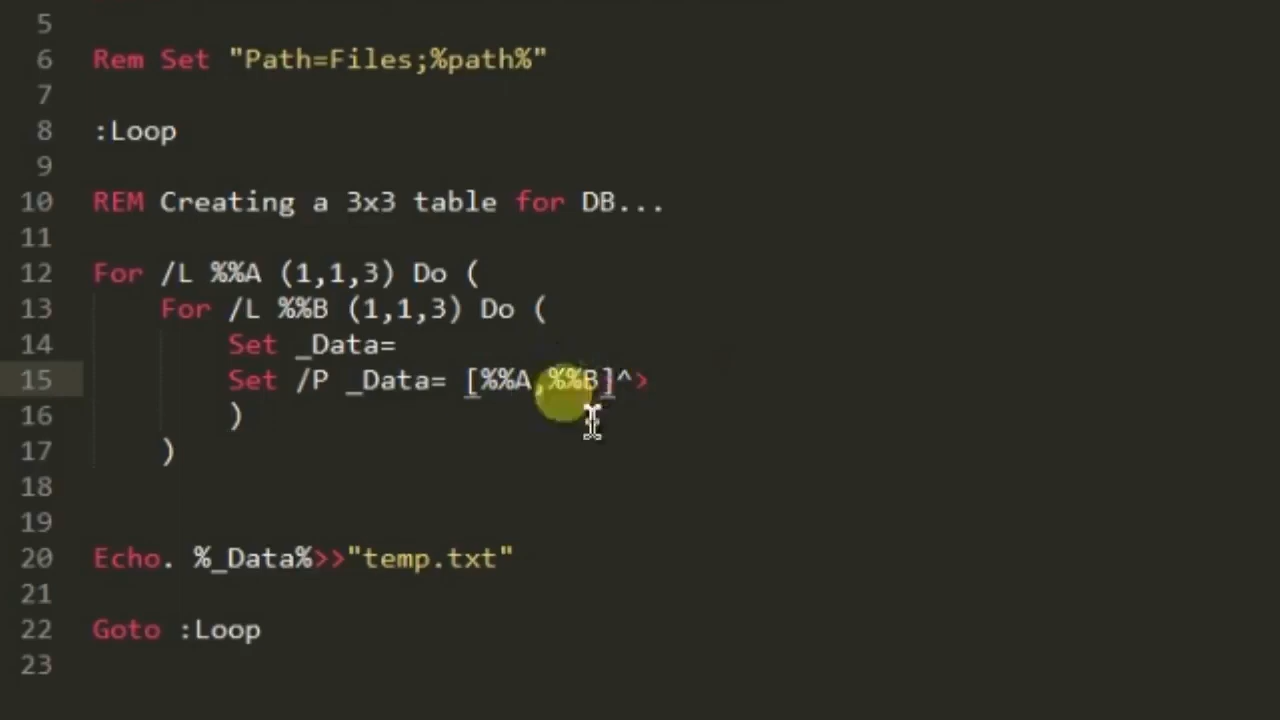 5
6 Rem Set "Path=Files;%path%"
7
8 :Loop
9
10 REM Creating a 3x3 table for DB...
11
12 For /L %%A (1,1,3) Do (
13 For /L %%B (1,1,3) Do (
14 Set _Data=
15 Set /P _Data= [%%A,%%B]^>
16 )
17 )
18
19
20 Echo. %_Data%>>"temp.txt"
21
22 Goto :Loop
23